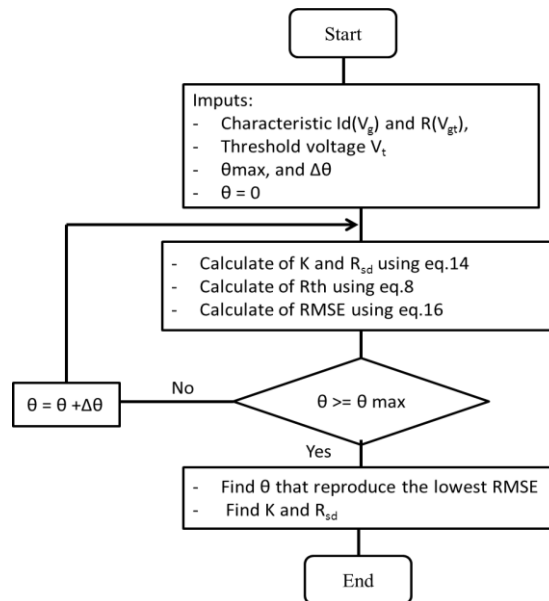 Start
Imputs:
- Characteristic Id(Vg) and R(Vgt),
- Threshold voltage Vt
- θmax, and Δθ
- θ = 0
- Calculate of K and Rsd using eq.14
- Calculate of Rth using eq.8
- Calculate of RMSE using eq.16
No
θ >= θ max
θ = θ +Δθ
Yes
- Find θ that reproduce the lowest RMSE
- Find K and Rsd
End